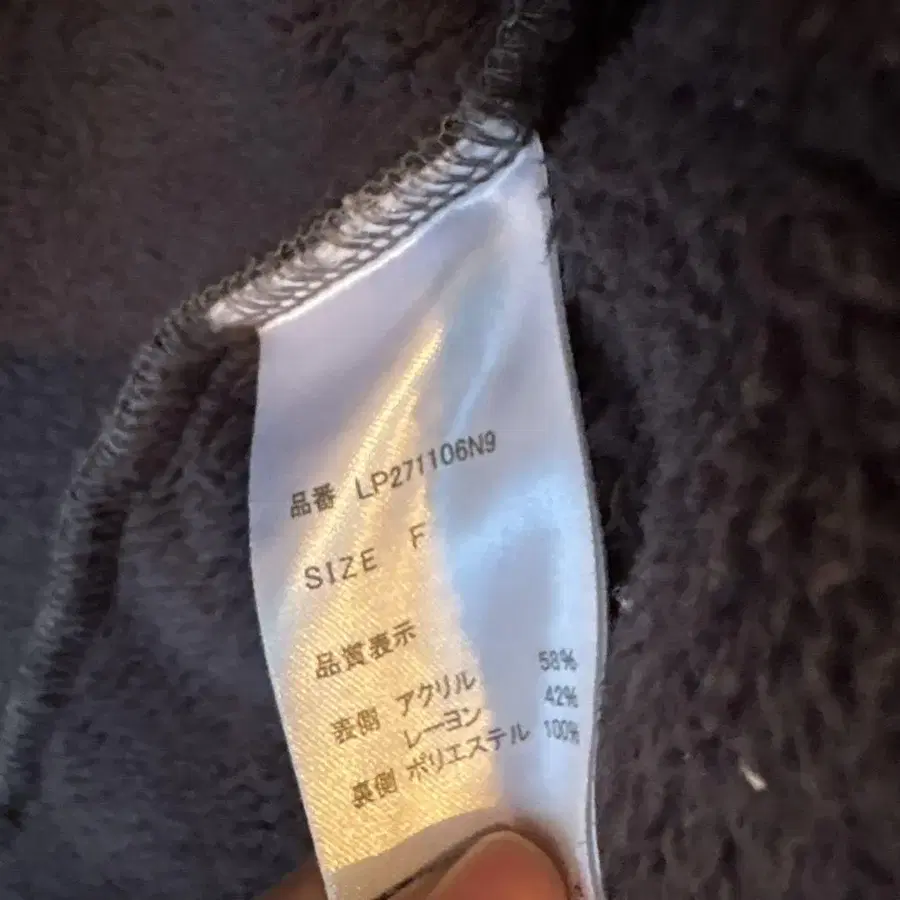 品番 LP271106N9
SIZE F
品質表示
表側 アクリル 58%
レーヨン 42%
裏側 ポリエステル 100%